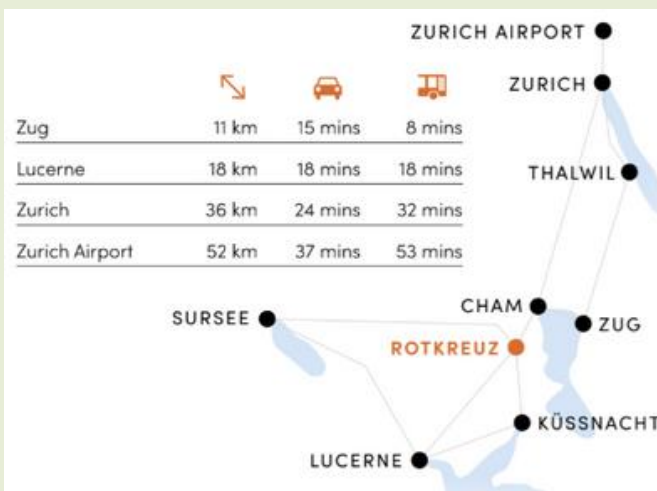 ZURICH AIRPORT
ZURICH
Zug 11 km 15 mins 8 mins
Lucerne 18 km 18 mins 18 mins
THALWIL
Zurich 36 km 24 mins 32 mins
Zurich Airport 52 km 37 mins 53 mins
CHAM
SURSEE
ZUG
ROTKREUZ
KÜSSNACHT
LUCERNE